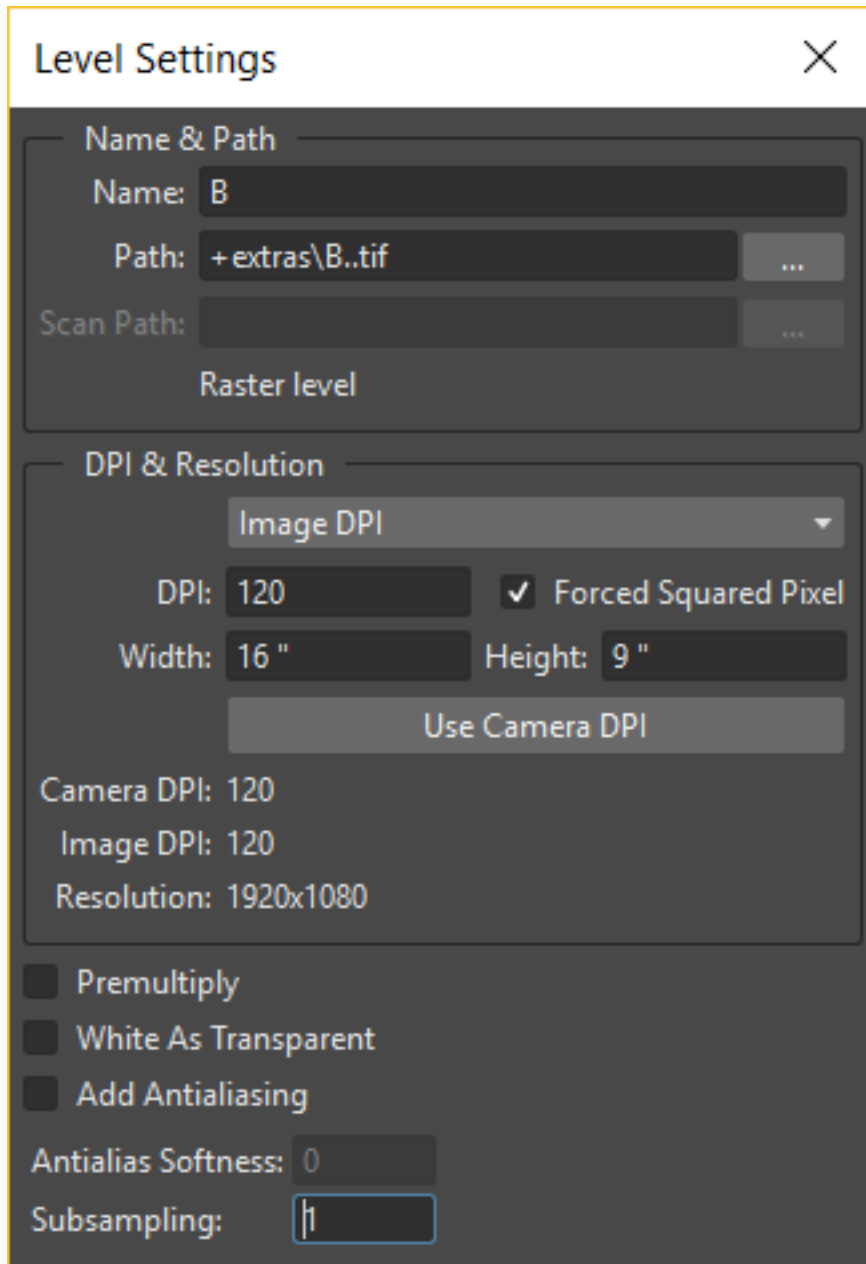 Level Settings
Name & Path
Name: B
Path: +extras\B..tif ...
Scan Path: ...
Raster level
DPI & Resolution
Image DPI
DPI: 120 Forced Squared Pixel
Width: 16 " Height: 9 "
Use Camera DPI
Camera DPI: 120
Image DPI: 120
Resolution: 1920x1080
Premultiply
White As Transparent
Add Antialiasing
Antialias Softness: 0
Subsampling: 1